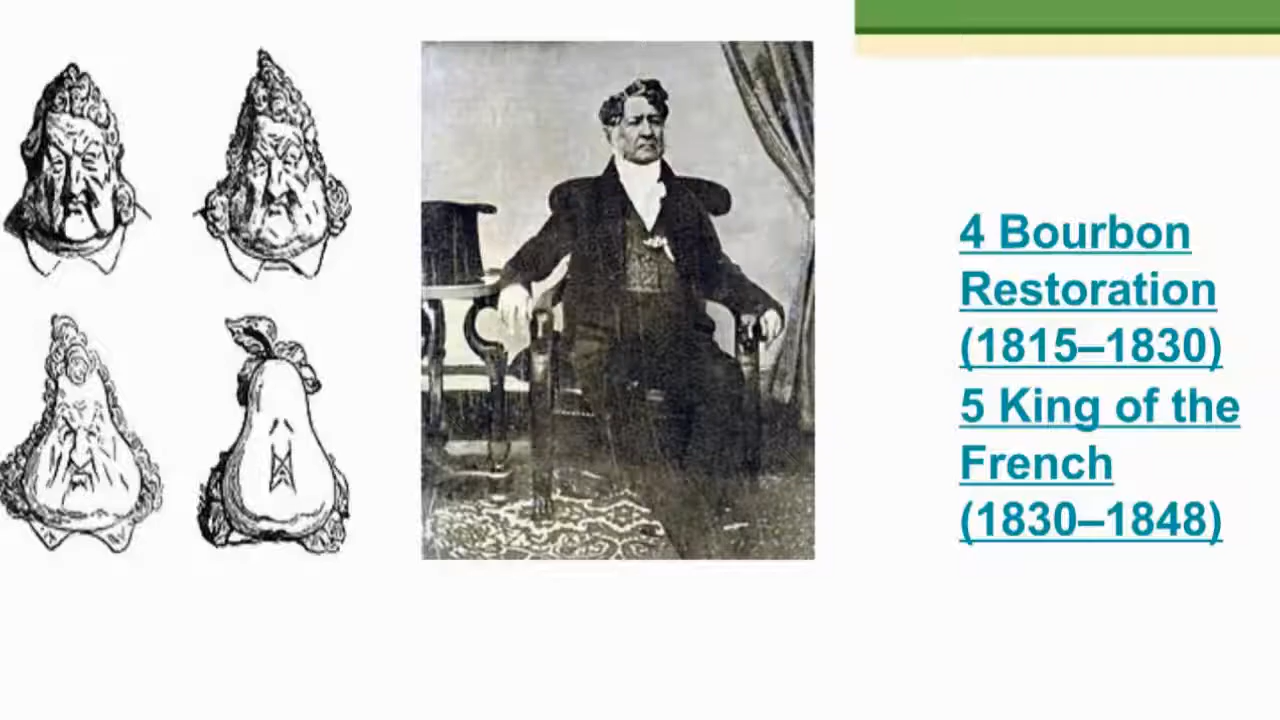 4 Bourbon
Restoration
(1815–1830)
5 King of the
French
(1830–1848)